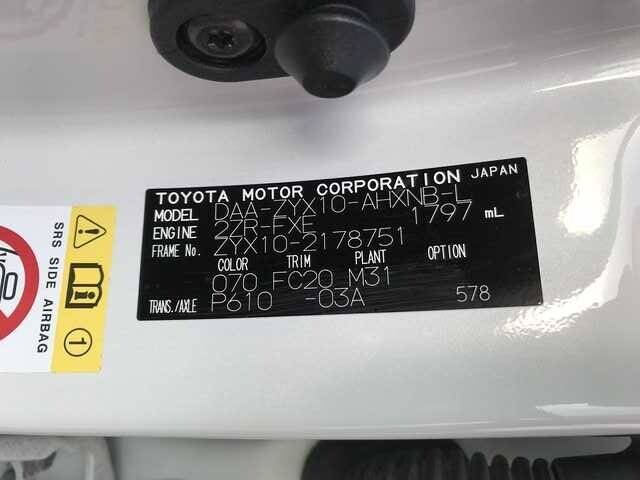 TOYOTA MOTOR CORPORATION JAPAN
MODEL DAA-ZYX10-AHXNB-L
ENGINE 2ZR-FXE 1797 mL
FRAME No. ZYX10-2178751
COLOR TRIM PLANT OPTION
070 FC20 M31
TRANS./AXLE P610 -03A 578
SRS SIDE AIRBAG
1